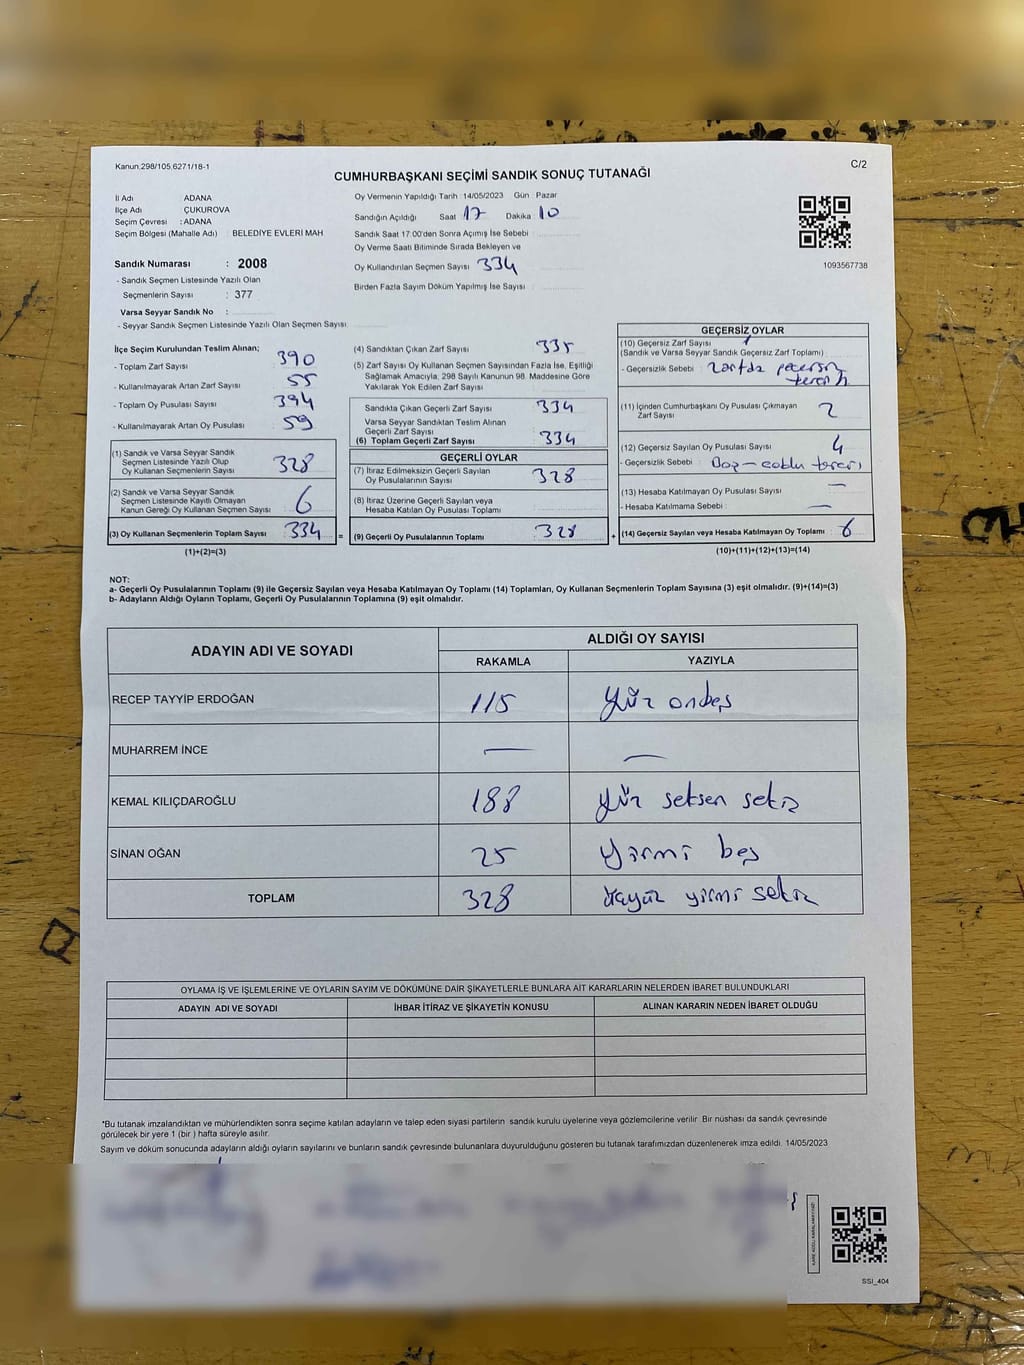 Kanun:298/105,6271/18-1
C/2
CUMHURBAŞKANI SEÇİMİ SANDIK SONUÇ TUTANAĞI
İl Adı ADANA
İlçe Adı ÇUKUROVA
Seçim Çevresi : ADANA
Seçim Bölgesi (Mahalle Adı) : BELEDİYE EVLERİ MAH
Sandık Numarası : 2008
- Sandık Seçmen Listesinde Yazılı Olan
Seçmenlerin Sayısı : 377
Varsa Seyyar Sandık No :
- Seyyar Sandık Seçmen Listesinde Yazılı Olan Seçmen Sayısı
Oy Vermenin Yapıldığı Tarih : 14/05/2023 Gün : Pazar
Sandığın Açıldığı Saat 17 Dakika 10
Sandık Saat 17:00'den Sonra Açımış İse Sebebi :
Oy Verme Saati Bitiminde Sırada Bekleyen ve
Oy Kullandırılan Seçmen Sayısı 334
Birden Fazla Sayım Döküm Yapılmış İse Sayısı :
1093567738
İlçe Seçim Kurulundan Teslim Alınan;
- Toplam Zarf Sayısı : 390
- Kullanılmayarak Artan Zarf Sayısı : 55
- Toplam Oy Pusulası Sayısı : 394
- Kullanılmayarak Artan Oy Pusulası : 59
(1) Sandık ve Varsa Seyyar Sandık
Seçmen Listesinde Yazılı Olup
Oy Kullanan Seçmenlerin Sayısı : 328
(2) Sandık ve Varsa Seyyar Sandık
Seçmen Listesinde Kayıtlı Olmayan
Kanun Gereği Oy Kullanan Seçmen Sayısı : 6
(3) Oy Kullanan Seçmenlerin Toplam Sayısı : 334 =
(1)+(2)=(3)
(4) Sandıktan Çıkan Zarf Sayısı : 335
(5) Zarf Sayısı Oy Kullanan Seçmen Sayısından Fazla İse, Eşitliği
Sağlamak Amacıyla, 298 Sayılı Kanunun 98. Maddesine Göre
Yakılarak Yok Edilen Zarf Sayısı
Sandıkta Çıkan Geçerli Zarf Sayısı : 334
Varsa Seyyar Sandıktan Teslim Alınan
Geçerli Zarf Sayısı
(6) Toplam Geçerli Zarf Sayısı : 334
GEÇERLİ OYLAR
(7) İtiraz Edilmeksizin Geçerli Sayılan
Oy Pusulalarının Sayısı : 328
(8) İtiraz Üzerine Geçerli Sayılan veya
Hesaba Katılan Oy Pusulaları Toplamı
(9) Geçerli Oy Pusulalarının Toplamı : 328 +
GEÇERSİZ OYLAR
(10) Geçersiz Zarf Sayısı 1
(Sandık ve Varsa Seyyar Sandık Geçersiz Zarf Toplamı)
- Geçersizlik Sebebi : zarfda
(11) İçinden Cumhurbaşkanı Oy Pusulası Çıkmayan
Zarf Sayısı 2
(12) Geçersiz Sayılan Oy Pusulası Sayısı 4
- Geçersizlik Sebebi : Boş -
(13) Hesaba Katılmayan Oy Pusulası Sayısı —
- Hesaba Katılmama Sebebi : —
(14) Geçersiz Sayılan veya Hesaba Katılmayan Oy Toplamı : 6
(10)+(11)+(12)+(13)=(14)
NOT:
a- Geçerli Oy Pusulalarının Toplamı (9) ile Geçersiz Sayılan veya Hesaba Katılmayan Oy Toplamı (14) Toplamları, Oy Kullanan Seçmenlerin Toplam Sayısına (3) eşit olmalıdır. (9)+(14)=(3)
b- Adayların Aldığı Oyların Toplamı, Geçerli Oy Pusulalarının Toplamına (9) eşit olmalıdır.
ADAYIN ADI VE SOYADI ALDIĞI OY SAYISI
RAKAMLA YAZIYLA
RECEP TAYYİP ERDOĞAN 115 Yüz onbeş
MUHARREM İNCE — —
KEMAL KILIÇDAROĞLU 188 Yüz seksen sekiz
SİNAN OĞAN 25 Yirmi beş
TOPLAM 328 üçyüz yirmi sekiz
OYLAMA İŞ VE İŞLEMLERİNE VE OYLARIN SAYIM VE DÖKÜMÜNE DAİR ŞİKAYETLERLE BUNLARA AİT KARARLARIN NELERDEN İBARET BULUNDUKLARI
ADAYIN ADI VE SOYADI İHBAR İTİRAZ VE ŞİKAYETİN KONUSU ALINAN KARARIN NEDEN İBARET OLDUĞU
*Bu tutanak imzalandıktan ve mühürlendikten sonra seçime katılan adayların ve talep eden siyasi partilerin sandık kurulu üyelerine veya gözlemcilerine verilir. Bir nüshası da sandık çevresinde
görülecek bir yere 1 (bir ) hafta süreyle asılır.
Sayım ve döküm sonucunda adayların aldığı oyların sayılarını ve bunların sandık çevresinde bulunanlara duyurulduğunu gösteren bu tutanak tarafımızdan düzenlenerek imza edildi. 14/05/2023
SSI_404